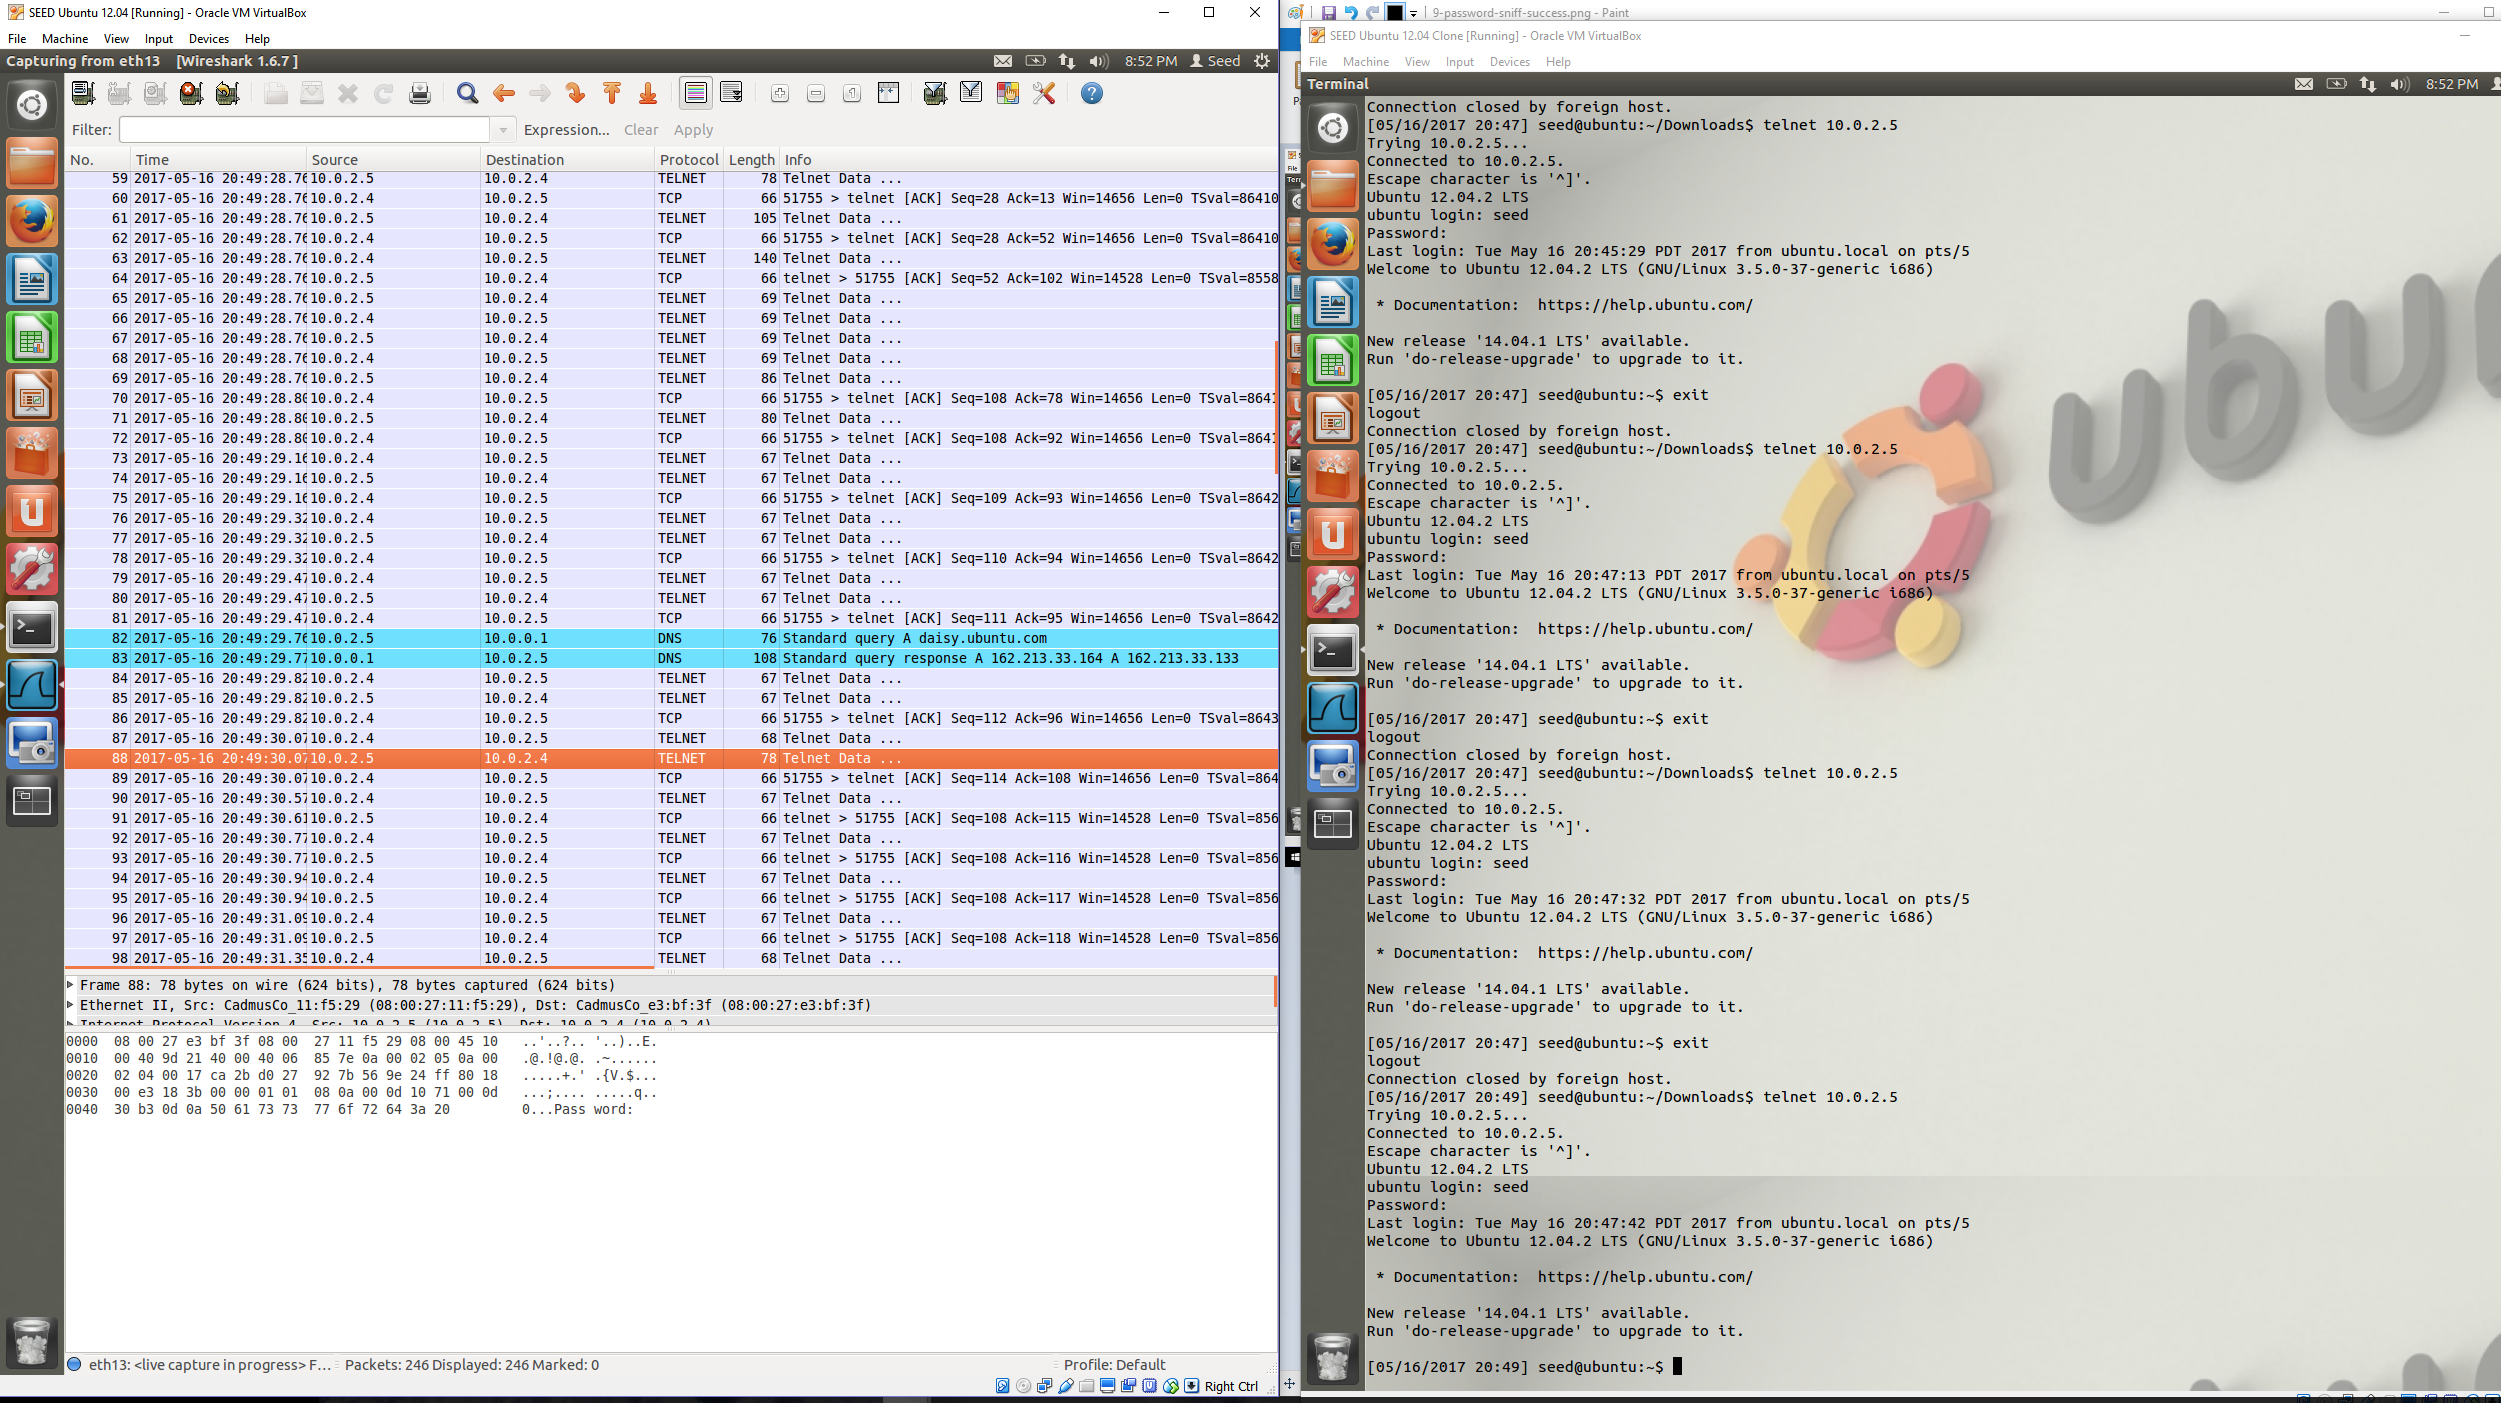 SEED Ubuntu 12.04 [Running] - Oracle VM VirtualBox
File Machine View Input Devices Help
Capturing from eth13 [Wireshark 1.6.7 ]
8:52 PM Seed
Filter: Expression... Clear Apply
No. Time Source Destination Protocol Length Info
59 2017-05-16 20:49:28.76 10.0.2.5 10.0.2.4 TELNET 78 Telnet Data ...
60 2017-05-16 20:49:28.76 10.0.2.4 10.0.2.5 TCP 66 51755 > telnet [ACK] Seq=28 Ack=13 Win=14656 Len=0 TSval=86410
61 2017-05-16 20:49:28.76 10.0.2.5 10.0.2.4 TELNET 105 Telnet Data ...
62 2017-05-16 20:49:28.76 10.0.2.4 10.0.2.5 TCP 66 51755 > telnet [ACK] Seq=28 Ack=52 Win=14656 Len=0 TSval=86410
63 2017-05-16 20:49:28.76 10.0.2.4 10.0.2.5 TELNET 140 Telnet Data ...
64 2017-05-16 20:49:28.76 10.0.2.5 10.0.2.4 TCP 66 telnet > 51755 [ACK] Seq=52 Ack=102 Win=14528 Len=0 TSval=8558
65 2017-05-16 20:49:28.76 10.0.2.5 10.0.2.4 TELNET 69 Telnet Data ...
66 2017-05-16 20:49:28.76 10.0.2.4 10.0.2.5 TELNET 69 Telnet Data ...
67 2017-05-16 20:49:28.76 10.0.2.5 10.0.2.4 TELNET 69 Telnet Data ...
68 2017-05-16 20:49:28.76 10.0.2.4 10.0.2.5 TELNET 69 Telnet Data ...
69 2017-05-16 20:49:28.76 10.0.2.5 10.0.2.4 TELNET 86 Telnet Data ...
70 2017-05-16 20:49:28.80 10.0.2.4 10.0.2.5 TCP 66 51755 > telnet [ACK] Seq=108 Ack=78 Win=14656 Len=0 TSval=8641
71 2017-05-16 20:49:28.80 10.0.2.5 10.0.2.4 TELNET 80 Telnet Data ...
72 2017-05-16 20:49:28.80 10.0.2.4 10.0.2.5 TCP 66 51755 > telnet [ACK] Seq=108 Ack=92 Win=14656 Len=0 TSval=8641
73 2017-05-16 20:49:29.16 10.0.2.4 10.0.2.5 TELNET 67 Telnet Data ...
74 2017-05-16 20:49:29.16 10.0.2.5 10.0.2.4 TELNET 67 Telnet Data ...
75 2017-05-16 20:49:29.16 10.0.2.4 10.0.2.5 TCP 66 51755 > telnet [ACK] Seq=109 Ack=93 Win=14656 Len=0 TSval=8642
76 2017-05-16 20:49:29.32 10.0.2.4 10.0.2.5 TELNET 67 Telnet Data ...
77 2017-05-16 20:49:29.32 10.0.2.5 10.0.2.4 TELNET 67 Telnet Data ...
78 2017-05-16 20:49:29.32 10.0.2.4 10.0.2.5 TCP 66 51755 > telnet [ACK] Seq=110 Ack=94 Win=14656 Len=0 TSval=8642
79 2017-05-16 20:49:29.47 10.0.2.4 10.0.2.5 TELNET 67 Telnet Data ...
80 2017-05-16 20:49:29.47 10.0.2.5 10.0.2.4 TELNET 67 Telnet Data ...
81 2017-05-16 20:49:29.47 10.0.2.4 10.0.2.5 TCP 66 51755 > telnet [ACK] Seq=111 Ack=95 Win=14656 Len=0 TSval=8642
82 2017-05-16 20:49:29.76 10.0.2.5 10.0.0.1 DNS 76 Standard query A daisy.ubuntu.com
83 2017-05-16 20:49:29.77 10.0.0.1 10.0.2.5 DNS 108 Standard query response A 162.213.33.164 A 162.213.33.133
84 2017-05-16 20:49:29.82 10.0.2.4 10.0.2.5 TELNET 67 Telnet Data ...
85 2017-05-16 20:49:29.82 10.0.2.5 10.0.2.4 TELNET 67 Telnet Data ...
86 2017-05-16 20:49:29.82 10.0.2.4 10.0.2.5 TCP 66 51755 > telnet [ACK] Seq=112 Ack=96 Win=14656 Len=0 TSval=8643
87 2017-05-16 20:49:30.07 10.0.2.4 10.0.2.5 TELNET 68 Telnet Data ...
88 2017-05-16 20:49:30.07 10.0.2.5 10.0.2.4 TELNET 78 Telnet Data ...
89 2017-05-16 20:49:30.07 10.0.2.4 10.0.2.5 TCP 66 51755 > telnet [ACK] Seq=114 Ack=108 Win=14656 Len=0 TSval=864
90 2017-05-16 20:49:30.57 10.0.2.4 10.0.2.5 TELNET 67 Telnet Data ...
91 2017-05-16 20:49:30.61 10.0.2.5 10.0.2.4 TCP 66 telnet > 51755 [ACK] Seq=108 Ack=115 Win=14528 Len=0 TSval=856
92 2017-05-16 20:49:30.77 10.0.2.4 10.0.2.5 TELNET 67 Telnet Data ...
93 2017-05-16 20:49:30.77 10.0.2.5 10.0.2.4 TCP 66 telnet > 51755 [ACK] Seq=108 Ack=116 Win=14528 Len=0 TSval=856
94 2017-05-16 20:49:30.94 10.0.2.4 10.0.2.5 TELNET 67 Telnet Data ...
95 2017-05-16 20:49:30.94 10.0.2.5 10.0.2.4 TCP 66 telnet > 51755 [ACK] Seq=108 Ack=117 Win=14528 Len=0 TSval=856
96 2017-05-16 20:49:31.09 10.0.2.4 10.0.2.5 TELNET 67 Telnet Data ...
97 2017-05-16 20:49:31.09 10.0.2.5 10.0.2.4 TCP 66 telnet > 51755 [ACK] Seq=108 Ack=118 Win=14528 Len=0 TSval=856
98 2017-05-16 20:49:31.35 10.0.2.4 10.0.2.5 TELNET 68 Telnet Data ...
Frame 88: 78 bytes on wire (624 bits), 78 bytes captured (624 bits)
Ethernet II, Src: CadmusCo_11:f5:29 (08:00:27:11:f5:29), Dst: CadmusCo_e3:bf:3f (08:00:27:e3:bf:3f)
Internet Protocol Version 4, Src: 10.0.2.5 (10.0.2.5), Dst: 10.0.2.4 (10.0.2.4)
0000 08 00 27 e3 bf 3f 08 00 27 11 f5 29 08 00 45 10 ..'..?.. '..)..E.
0010 00 40 9d 21 40 00 40 06 85 7e 0a 00 02 05 0a 00 .@.!@.@. .~......
0020 02 04 00 17 ca 2b d0 27 92 7b 56 9e 24 ff 80 18 .....+.' .{V.$...
0030 00 e3 18 3b 00 00 01 01 08 0a 00 0d 10 71 00 0d ...;.... .....q..
0040 30 b3 0d 0a 50 61 73 73 77 6f 72 64 3a 20 0...Pass word:
eth13: <live capture in progress> F... Packets: 246 Displayed: 246 Marked: 0 Profile: Default
Right Ctrl
9-password-sniff-success.png - Paint
SEED Ubuntu 12.04 Clone [Running] - Oracle VM VirtualBox
File Machine View Input Devices Help
Terminal 8:52 PM
Connection closed by foreign host.
[05/16/2017 20:47] seed@ubuntu:~/Downloads$ telnet 10.0.2.5
Trying 10.0.2.5...
Connected to 10.0.2.5.
Escape character is '^]'.
Ubuntu 12.04.2 LTS
ubuntu login: seed
Password:
Last login: Tue May 16 20:45:29 PDT 2017 from ubuntu.local on pts/5
Welcome to Ubuntu 12.04.2 LTS (GNU/Linux 3.5.0-37-generic i686)
* Documentation: https://help.ubuntu.com/
New release '14.04.1 LTS' available.
Run 'do-release-upgrade' to upgrade to it.
[05/16/2017 20:47] seed@ubuntu:~$ exit
logout
Connection closed by foreign host.
[05/16/2017 20:47] seed@ubuntu:~/Downloads$ telnet 10.0.2.5
Trying 10.0.2.5...
Connected to 10.0.2.5.
Escape character is '^]'.
Ubuntu 12.04.2 LTS
ubuntu login: seed
Password:
Last login: Tue May 16 20:47:13 PDT 2017 from ubuntu.local on pts/5
Welcome to Ubuntu 12.04.2 LTS (GNU/Linux 3.5.0-37-generic i686)
* Documentation: https://help.ubuntu.com/
New release '14.04.1 LTS' available.
Run 'do-release-upgrade' to upgrade to it.
[05/16/2017 20:47] seed@ubuntu:~$ exit
logout
Connection closed by foreign host.
[05/16/2017 20:47] seed@ubuntu:~/Downloads$ telnet 10.0.2.5
Trying 10.0.2.5...
Connected to 10.0.2.5.
Escape character is '^]'.
Ubuntu 12.04.2 LTS
ubuntu login: seed
Password:
Last login: Tue May 16 20:47:32 PDT 2017 from ubuntu.local on pts/5
Welcome to Ubuntu 12.04.2 LTS (GNU/Linux 3.5.0-37-generic i686)
* Documentation: https://help.ubuntu.com/
New release '14.04.1 LTS' available.
Run 'do-release-upgrade' to upgrade to it.
[05/16/2017 20:47] seed@ubuntu:~$ exit
logout
Connection closed by foreign host.
[05/16/2017 20:49] seed@ubuntu:~/Downloads$ telnet 10.0.2.5
Trying 10.0.2.5...
Connected to 10.0.2.5.
Escape character is '^]'.
Ubuntu 12.04.2 LTS
ubuntu login: seed
Password:
Last login: Tue May 16 20:47:42 PDT 2017 from ubuntu.local on pts/5
Welcome to Ubuntu 12.04.2 LTS (GNU/Linux 3.5.0-37-generic i686)
* Documentation: https://help.ubuntu.com/
New release '14.04.1 LTS' available.
Run 'do-release-upgrade' to upgrade to it.
[05/16/2017 20:49] seed@ubuntu:~$
ubu